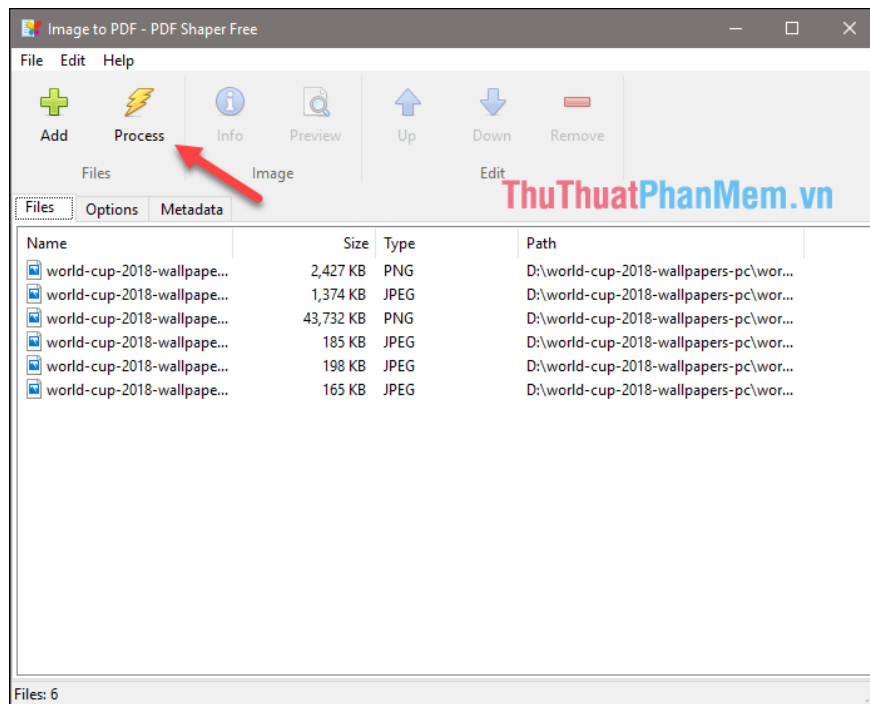 Image to PDF - PDF Shaper Free
File Edit Help
Add Process Info Preview Up Down Remove
Files Image Edit
ThuThuatPhanMem.vn
Files Options Metadata
Name Size Type Path
world-cup-2018-wallpape... 2,427 KB PNG D:\world-cup-2018-wallpapers-pc\wor...
world-cup-2018-wallpape... 1,374 KB JPEG D:\world-cup-2018-wallpapers-pc\wor...
world-cup-2018-wallpape... 43,732 KB PNG D:\world-cup-2018-wallpapers-pc\wor...
world-cup-2018-wallpape... 185 KB JPEG D:\world-cup-2018-wallpapers-pc\wor...
world-cup-2018-wallpape... 198 KB JPEG D:\world-cup-2018-wallpapers-pc\wor...
world-cup-2018-wallpape... 165 KB JPEG D:\world-cup-2018-wallpapers-pc\wor...
Files: 6